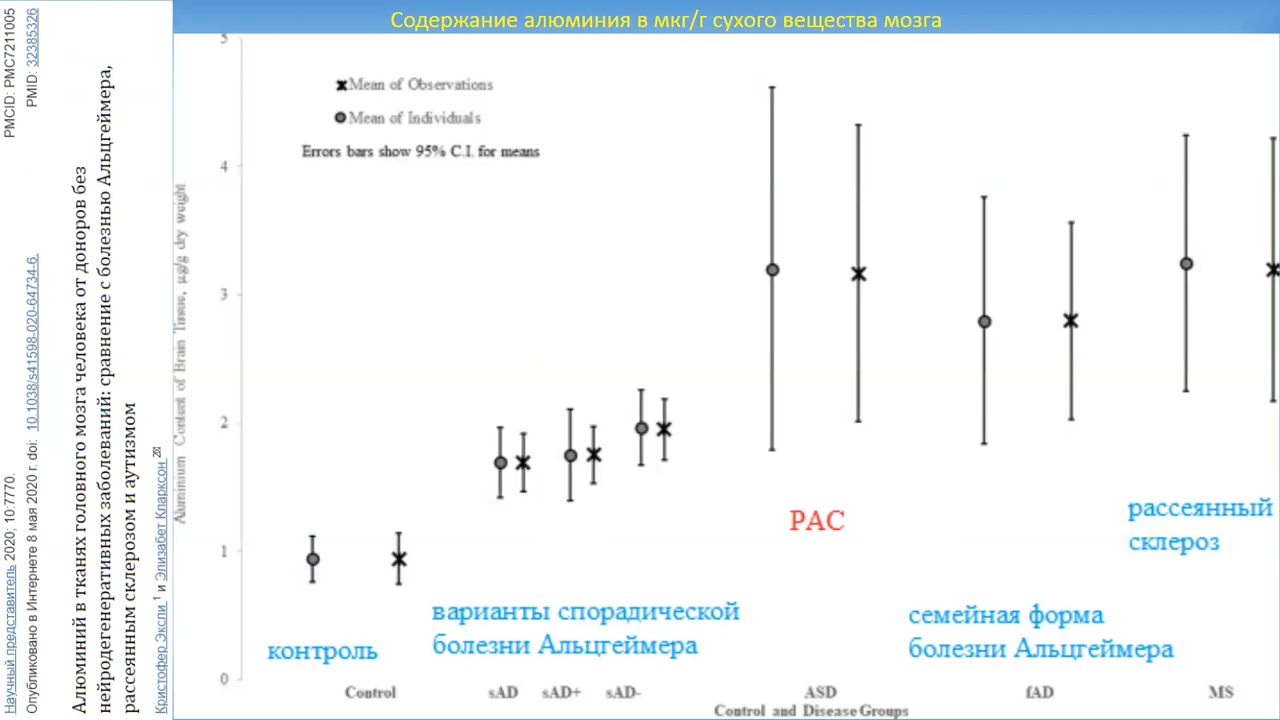 Содержание алюминия в мкг/г сухого вещества мозга
Научный представитель 2020; 10:7770.
PMCID: PMC7211005
Опубликовано в Интернете 8 мая 2020 г. doi: 10.1038/s41598-020-64734-6
PMID: 32385326
Алюминий в тканях головного мозга человека от доноров без
нейродегенеративных заболеваний: сравнение с болезнью Альцгеймера,
рассеянным склерозом и аутизмом
Кристофер Эксли 1 и Элизабет Кларксон
Aluminium Content of Brain Tissue, µg/g dry weight
5
4
3
2
1
0
Mean of Observations
Mean of Individuals
Errors bars show 95% C.I. for means
РАС
рассеянный
склероз
варианты спорадической
болезни Альцгеймера
семейная форма
болезни Альцгеймера
контроль
Control
sAD
sAD+
sAD-
ASD
fAD
MS
Control and Disease Groups